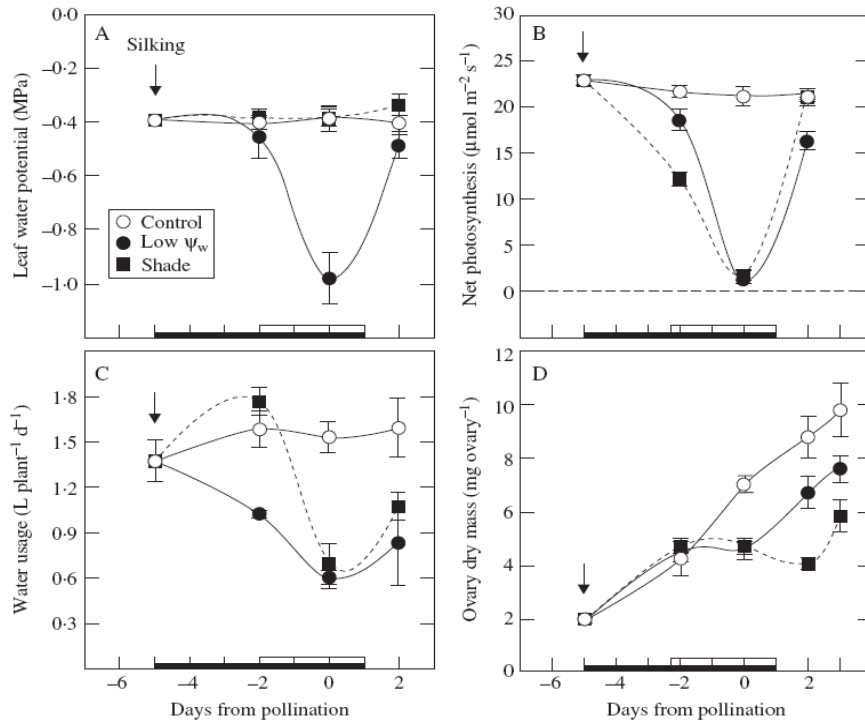 A
Silking
Leaf water potential (MPa)
0·0
−0·2
−0·4
−0·6
−0·8
−1·0
Control
Low ψw
Shade
B
Net photosynthesis (μmol m−2 s−1)
30
25
20
15
10
5
0
C
Water usage (L plant−1 d−1)
1·8
1·5
1·2
0·9
0·6
0·3
−6 −4 −2 0 2
Days from pollination
D
Ovary dry mass (mg ovary−1)
12
10
8
6
4
2
0
−6 −4 −2 0 2
Days from pollination